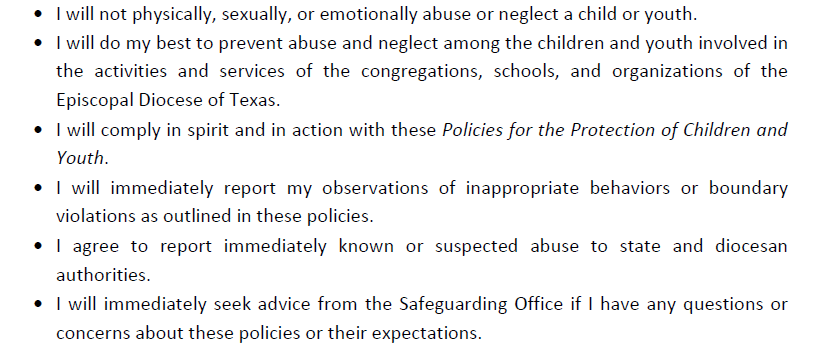 • I will not physically, sexually, or emotionally abuse or neglect a child or youth.
• I will do my best to prevent abuse and neglect among the children and youth involved in
the activities and services of the congregations, schools, and organizations of the
Episcopal Diocese of Texas.
• I will comply in spirit and in action with these Policies for the Protection of Children and
Youth.
• I will immediately report my observations of inappropriate behaviors or boundary
violations as outlined in these policies.
• I agree to report immediately known or suspected abuse to state and diocesan
authorities.
• I will immediately seek advice from the Safeguarding Office if I have any questions or
concerns about these policies or their expectations.